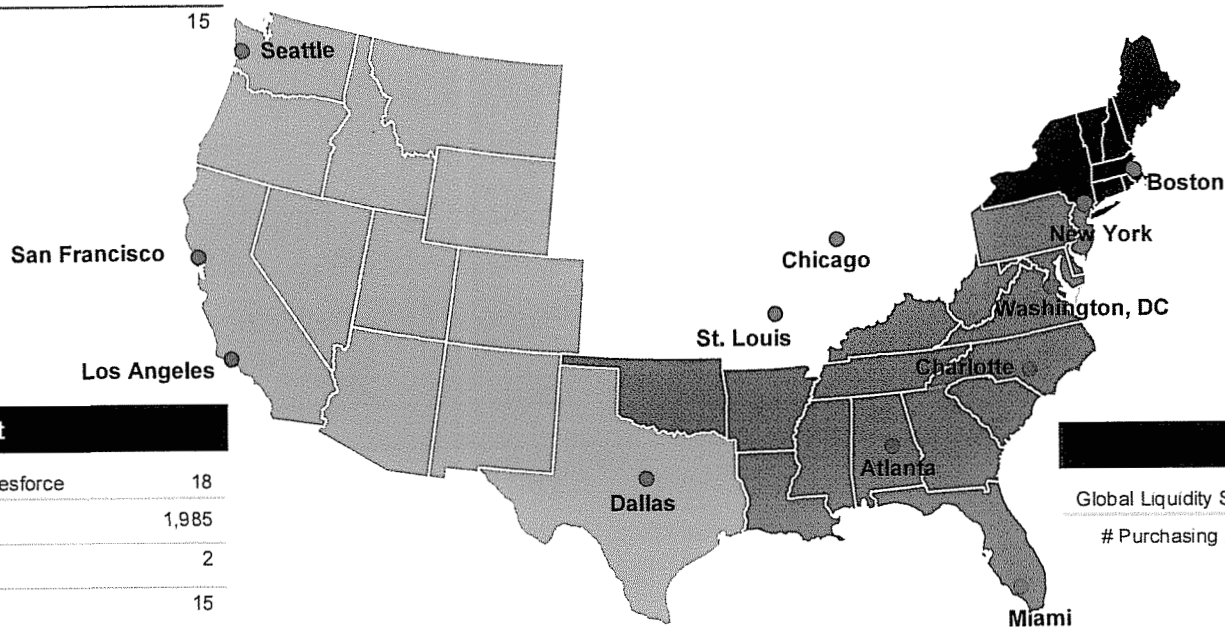 15
Seattle
Boston
New York
San Francisco
Chicago
Washington, DC
St. Louis
Los Angeles
Charlotte
t
esforce 18
Atlanta
1,985
Dallas
Global Liquidity S
# Purchasing
2
15
Miami